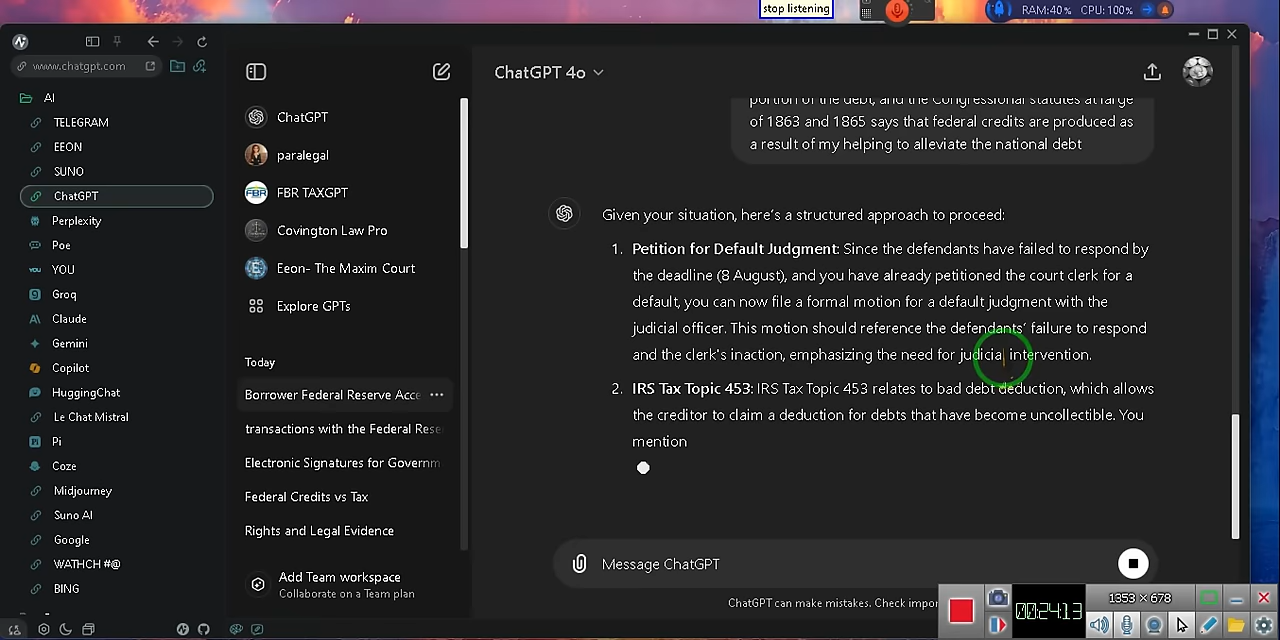 stop listening
RAM:40% CPU: 100%
www.chatgpt.com
AI
TELEGRAM
EEON
SUNO
ChatGPT
Perplexity
Poe
YOU
Groq
Claude
Gemini
Copilot
HuggingChat
Le Chat Mistral
Pi
Coze
Midjourney
Suno AI
Google
WATHCH #@
BING
ChatGPT
paralegal
FBR TAXGPT
Covington Law Pro
Eeon- The Maxim Court
Explore GPTs
Today
Borrower Federal Reserve Acce
transactions with the Federal Rese
Electronic Signatures for Governm
Federal Credits vs Tax
Rights and Legal Evidence
Add Team workspace
Collaborate on a Team plan
ChatGPT 4o
portion of the debt, and the Congressional statutes at large
of 1863 and 1865 says that federal credits are produced as
a result of my helping to alleviate the national debt
Given your situation, here's a structured approach to proceed:
1. Petition for Default Judgment: Since the defendants have failed to respond by
the deadline (8 August), and you have already petitioned the court clerk for a
default, you can now file a formal motion for a default judgment with the
judicial officer. This motion should reference the defendants' failure to respond
and the clerk's inaction, emphasizing the need for judicial intervention.
2. IRS Tax Topic 453: IRS Tax Topic 453 relates to bad debt deduction, which allows
the creditor to claim a deduction for debts that have become uncollectible. You
mention
Message ChatGPT
ChatGPT can make mistakes. Check impor
00:24:13
1353 × 678